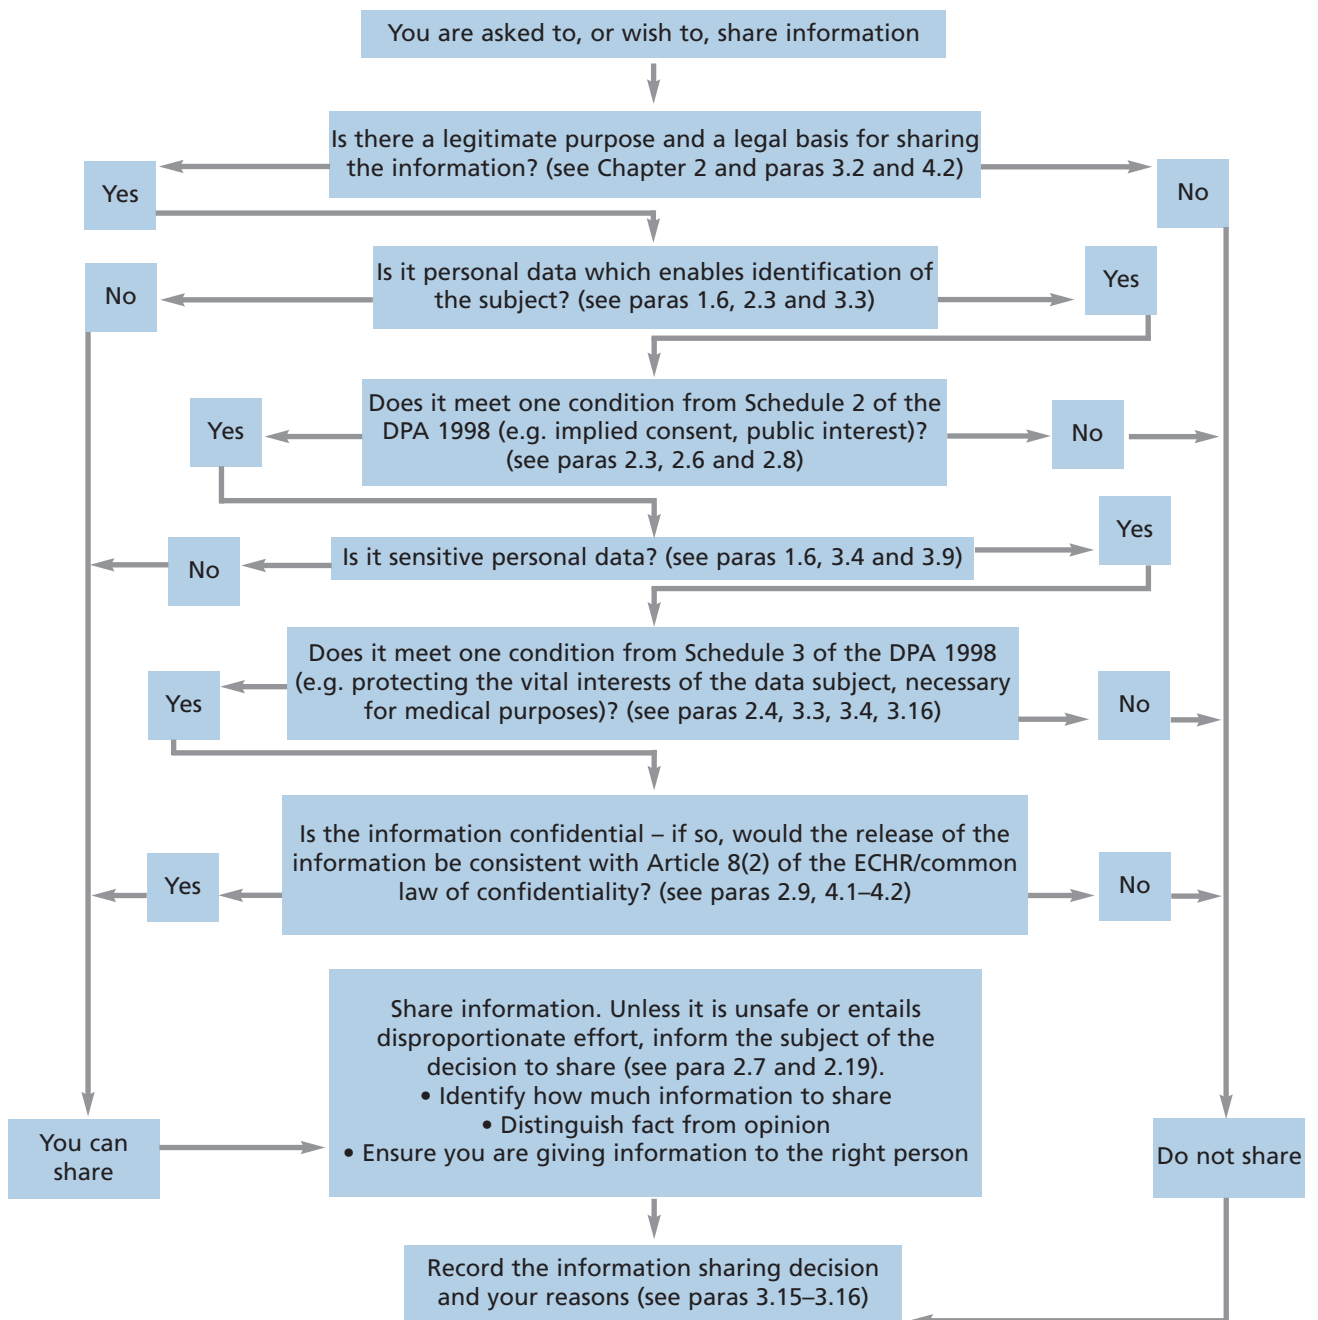 You are asked to, or wish to, share information
Is there a legitimate purpose and a legal basis for sharing
the information? (see Chapter 2 and paras 3.2 and 4.2)
Yes
No
Is it personal data which enables identification of
the subject? (see paras 1.6, 2.3 and 3.3)
No
Yes
Does it meet one condition from Schedule 2 of the
DPA 1998 (e.g. implied consent, public interest)?
(see paras 2.3, 2.6 and 2.8)
Yes
No
Is it sensitive personal data? (see paras 1.6, 3.4 and 3.9)
No
Yes
Does it meet one condition from Schedule 3 of the DPA 1998
(e.g. protecting the vital interests of the data subject, necessary
for medical purposes)? (see paras 2.4, 3.3, 3.4, 3.16)
Yes
No
Is the information confidential – if so, would the release of the
information be consistent with Article 8(2) of the ECHR/common
law of confidentiality? (see paras 2.9, 4.1–4.2)
Yes
No
Share information. Unless it is unsafe or entails
disproportionate effort, inform the subject of the
decision to share (see para 2.7 and 2.19).
• Identify how much information to share
• Distinguish fact from opinion
• Ensure you are giving information to the right person
You can
share
Do not share
Record the information sharing decision
and your reasons (see paras 3.15–3.16)